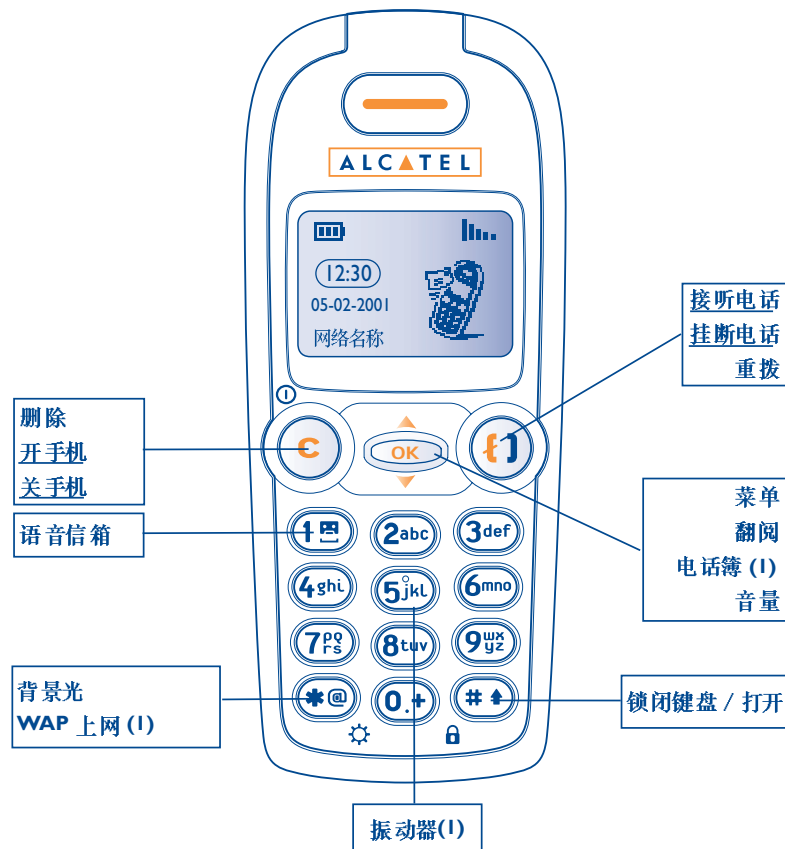 ALCATEL
12:30
05-02-2001
网络名称
接听电话
挂断电话
重拨
删除
开手机
关手机
C
OK
菜单
翻阅
电话簿 (1)
音量
语音信箱
1
2abc
3def
4ghi
5jkl
6mno
7pqrs
8tuv
9wxyz
背景光
WAP 上网 (1)
*@
0.+
#
锁闭键盘 / 打开
振动器(1)